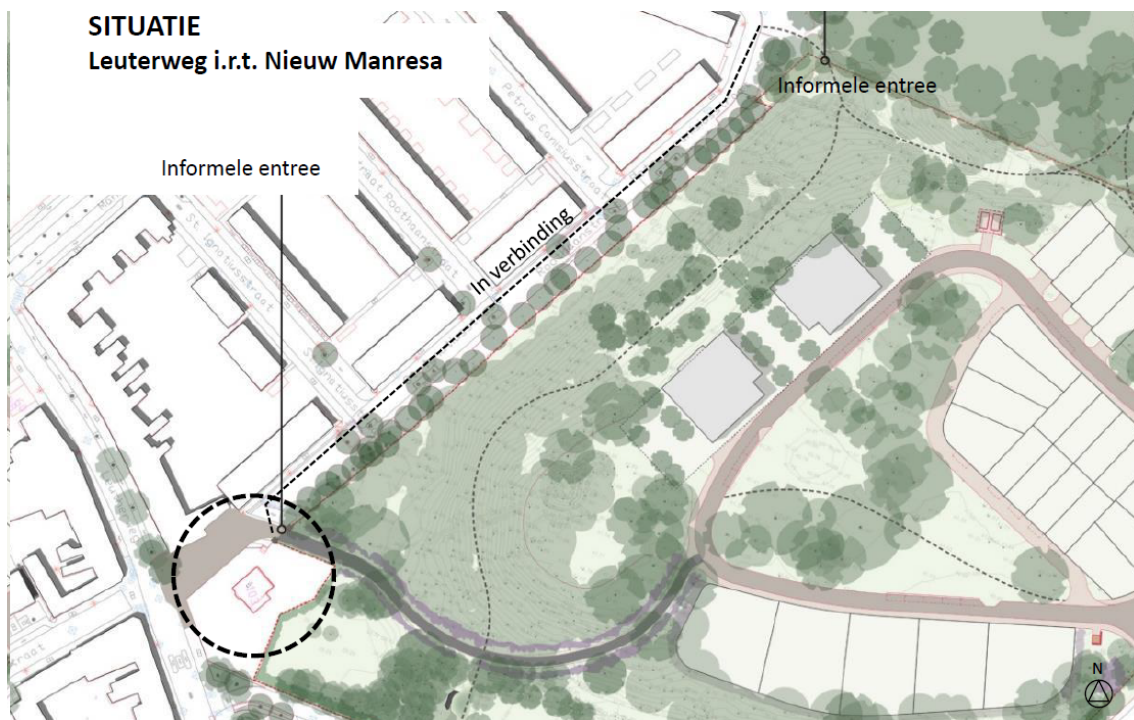 SITUATIE
Leuterweg i.r.t. Nieuw Manresa
Informele entree
Informele entree
In verbinding
Petrus Canisiusstraat
St. Ignatiusstraat
N